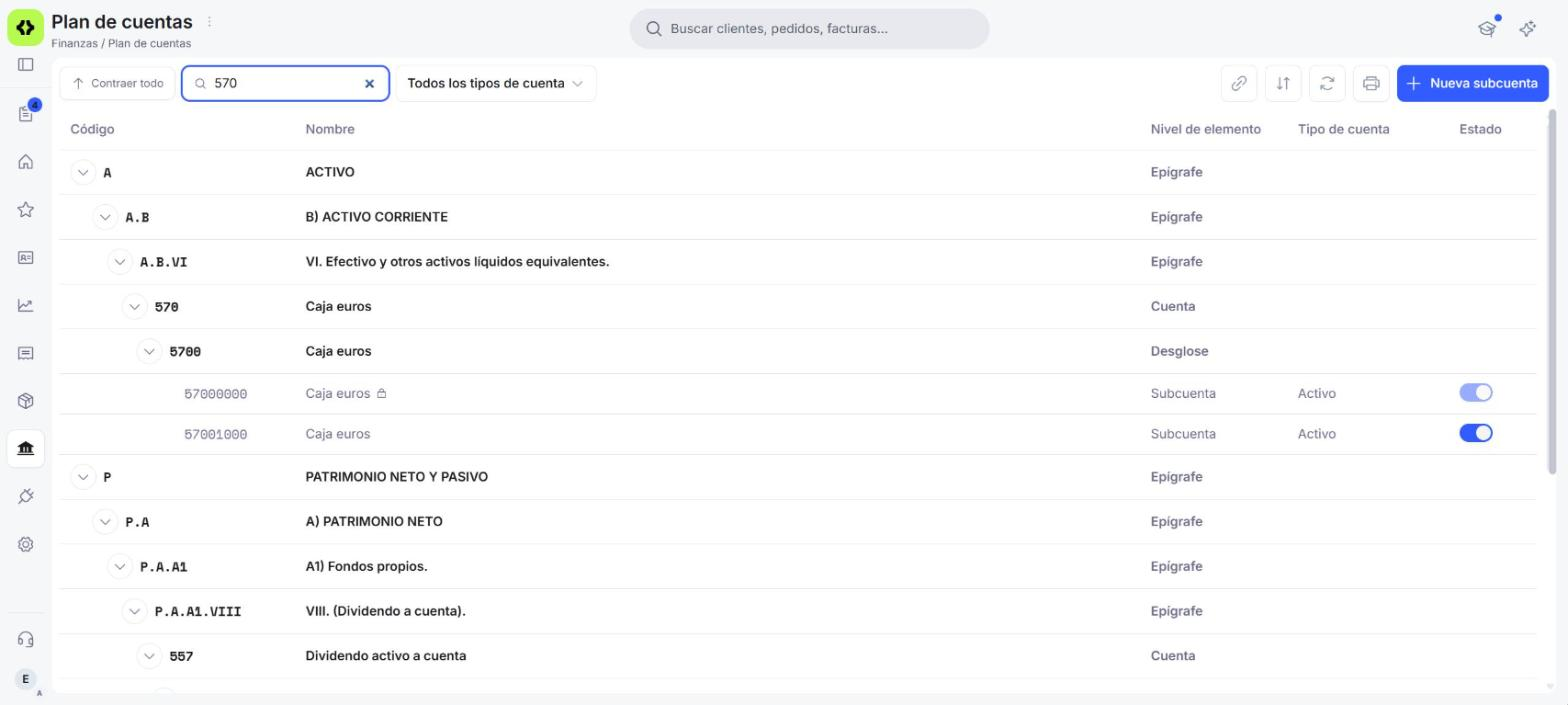 Plan de cuentas
Finanzas / Plan de cuentas
Buscar clientes, pedidos, facturas...
Contraer todo
570
Todos los tipos de cuenta
Nueva subcuenta
4
Código Nombre Nivel de elemento Tipo de cuenta Estado
A ACTIVO Epígrafe
A.B B) ACTIVO CORRIENTE Epígrafe
A.B.VI VI. Efectivo y otros activos líquidos equivalentes. Epígrafe
570 Caja euros Cuenta
5700 Caja euros Desglose
57000000 Caja euros Subcuenta Activo
57001000 Caja euros Subcuenta Activo
P PATRIMONIO NETO Y PASIVO Epígrafe
P.A A) PATRIMONIO NETO Epígrafe
P.A.A1 A1) Fondos propios. Epígrafe
P.A.A1.VIII VIII. (Dividendo a cuenta). Epígrafe
557 Dividendo activo a cuenta Cuenta
E
A